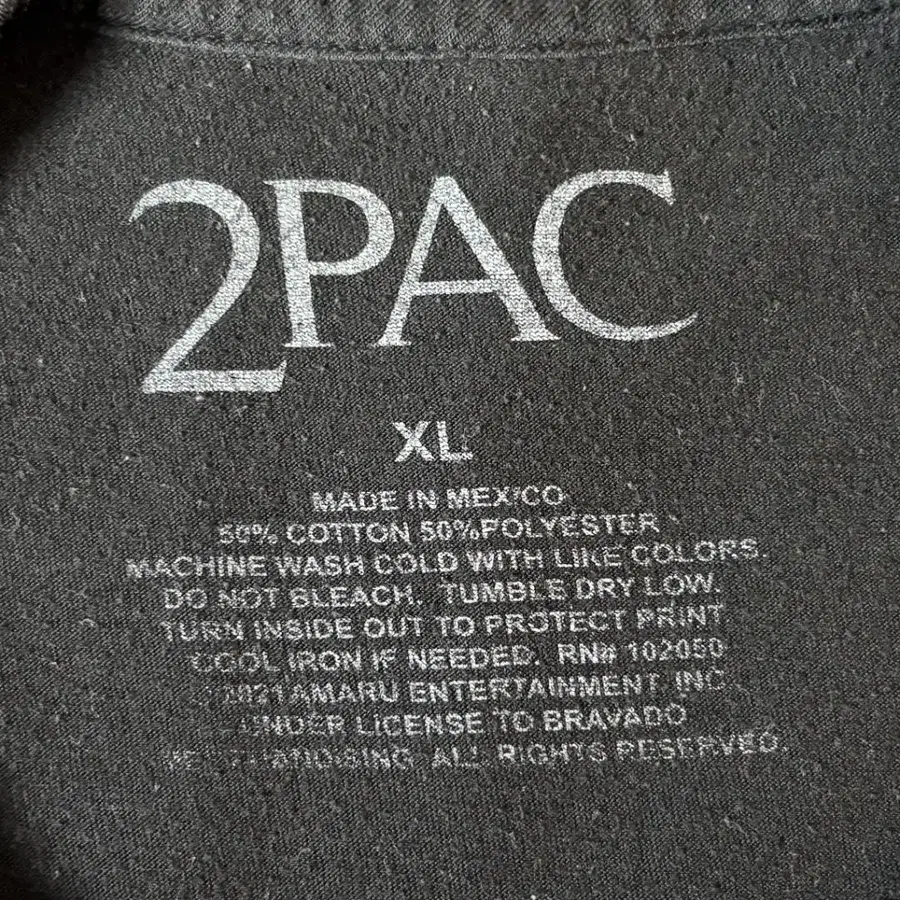 2PAC
XL
MADE IN MEXICO
50% COTTON 50%POLYESTER
MACHINE WASH COLD WITH LIKE COLORS.
DO NOT BLEACH. TUMBLE DRY LOW.
TURN INSIDE OUT TO PROTECT PRINT
COOL IRON IF NEEDED. RN# 102050
2021 AMARU ENTERTAINMENT, INC.
UNDER LICENSE TO BRAVADO
MERCHANDISING. ALL RIGHTS RESERVED.